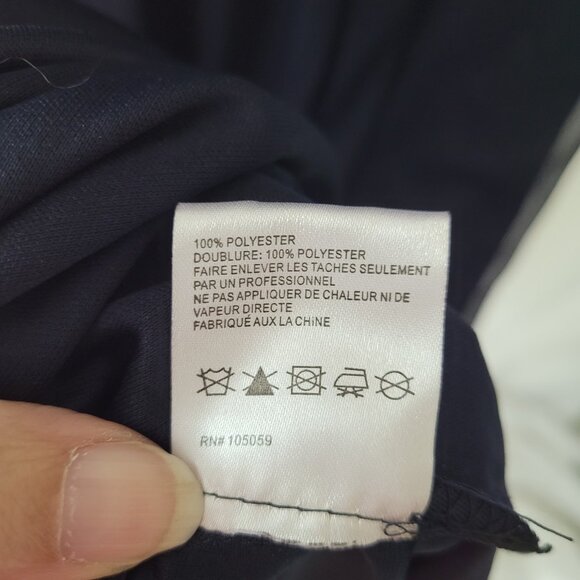 100% POLYESTER
DOUBLURE: 100% POLYESTER
FAIRE ENLEVER LES TACHES SEULEMENT
PAR UN PROFESSIONNEL
NE PAS APPLIQUER DE CHALEUR NI DE
VAPEUR DIRECTE
FABRIQUÉ AUX LA CHINE
RN# 105059